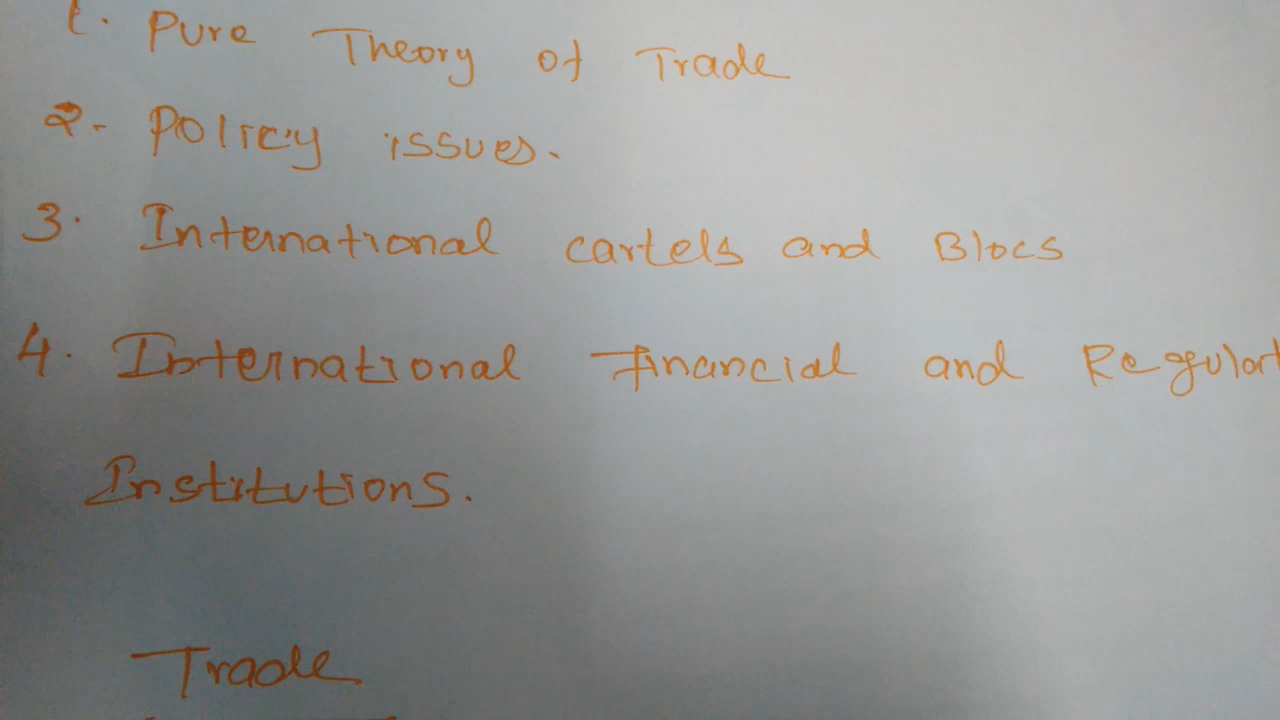 1. Pure Theory of Trade
2. Policy issues.
3. International cartels and Blocs
4. International Financial and Regulat
Institutions.
Trade